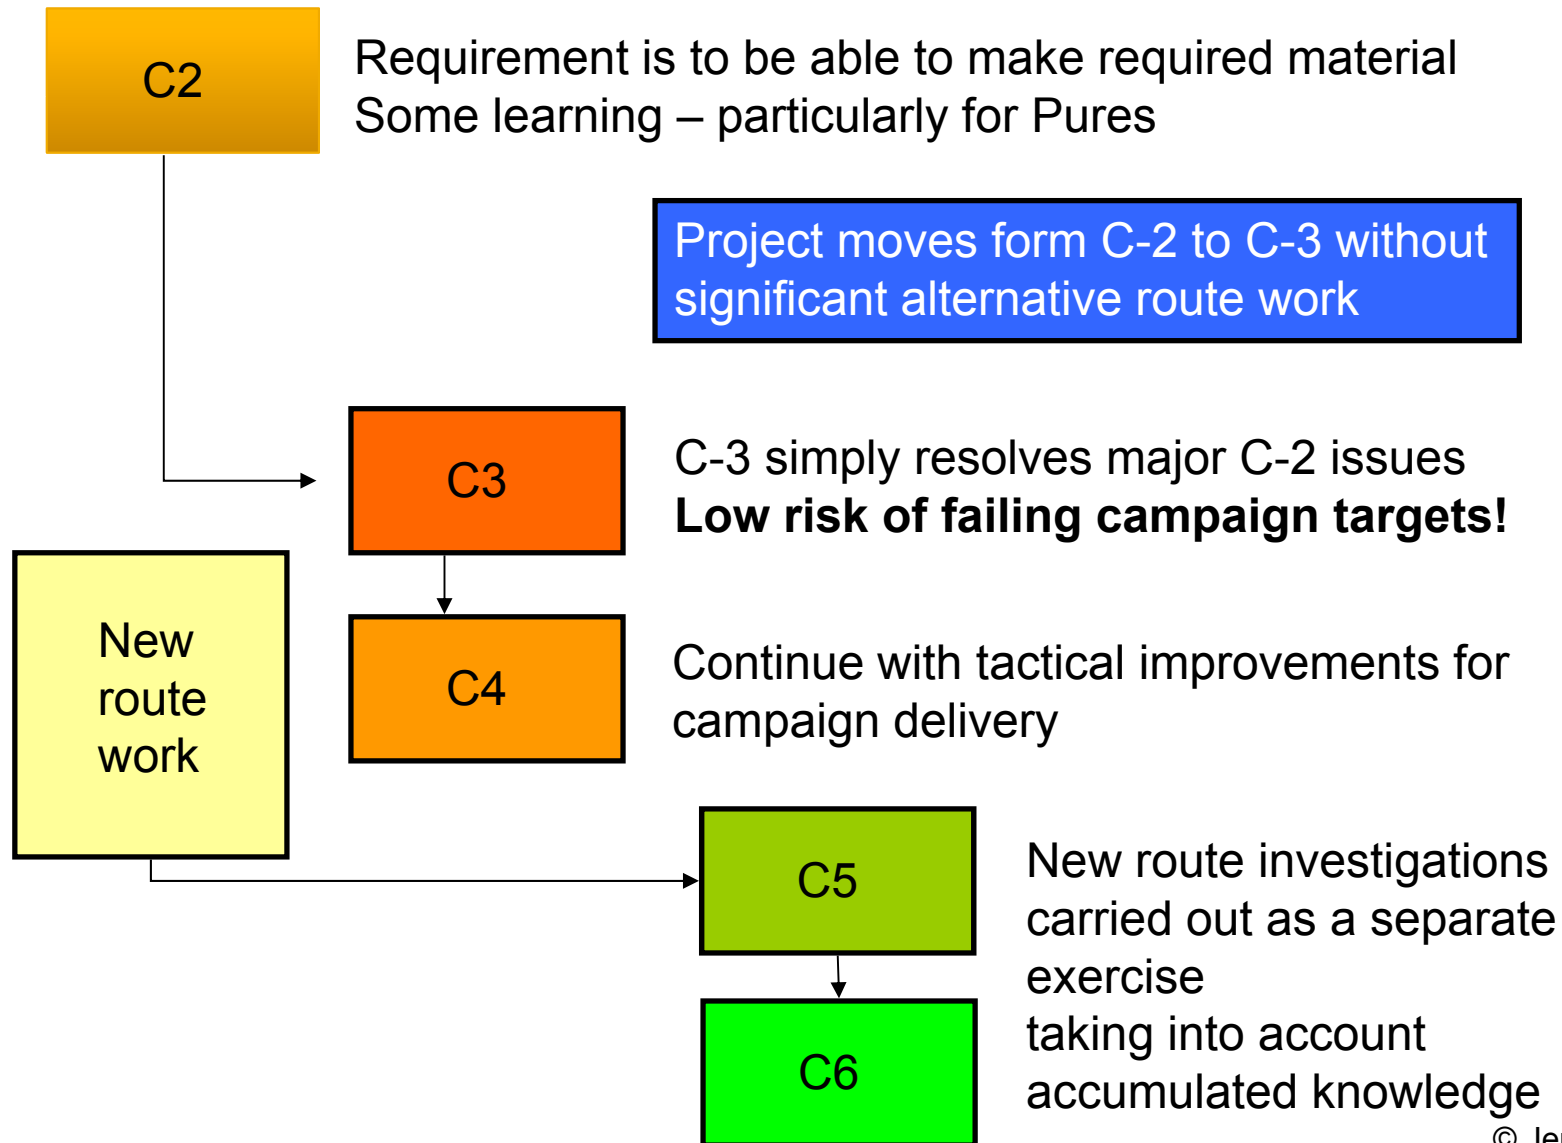 C2
Requirement is to be able to make required material
Some learning – particularly for Pures
Project moves form C-2 to C-3 without
significant alternative route work
C3
C-3 simply resolves major C-2 issues
Low risk of failing campaign targets!
New
route
work
C4
Continue with tactical improvements for
campaign delivery
C5
New route investigations
carried out as a separate
exercise
taking into account
accumulated knowledge
C6
©